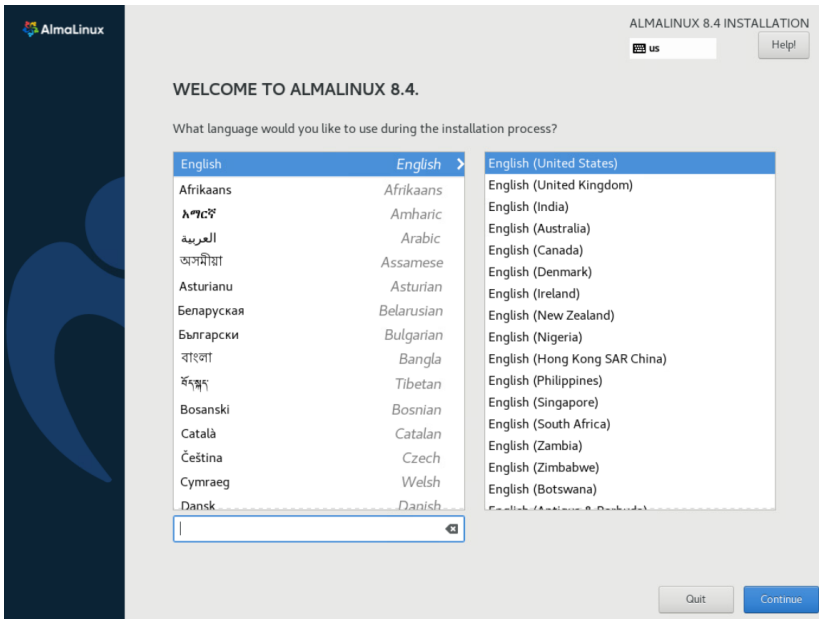 AlmaLinux
ALMALINUX 8.4 INSTALLATION
us
Help!
WELCOME TO ALMALINUX 8.4.
What language would you like to use during the installation process?
English English
Afrikaans Afrikaans
አማርኛ Amharic
العربية Arabic
অসমীয়া Assamese
Asturianu Asturian
Беларуская Belarusian
Български Bulgarian
বাংলা Bangla
བོད་སྐད་ Tibetan
Bosanski Bosnian
Català Catalan
Čeština Czech
Cymraeg Welsh
Dansk Danish
English (United States)
English (United Kingdom)
English (India)
English (Australia)
English (Canada)
English (Denmark)
English (Ireland)
English (New Zealand)
English (Nigeria)
English (Hong Kong SAR China)
English (Philippines)
English (Singapore)
English (South Africa)
English (Zambia)
English (Zimbabwe)
English (Botswana)
English (Antigua & Barbuda)
Quit
Continue